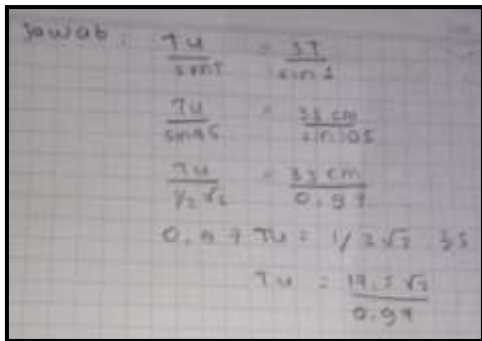 Jawab : TU / sin S = ST / sin
TU / sin 45 = 35 cm / sin 105
TU / ½√2 = 35 cm / 0,97
0,97 TU = 1/2√2 · 35
TU = 17,5 √2 / 0.97